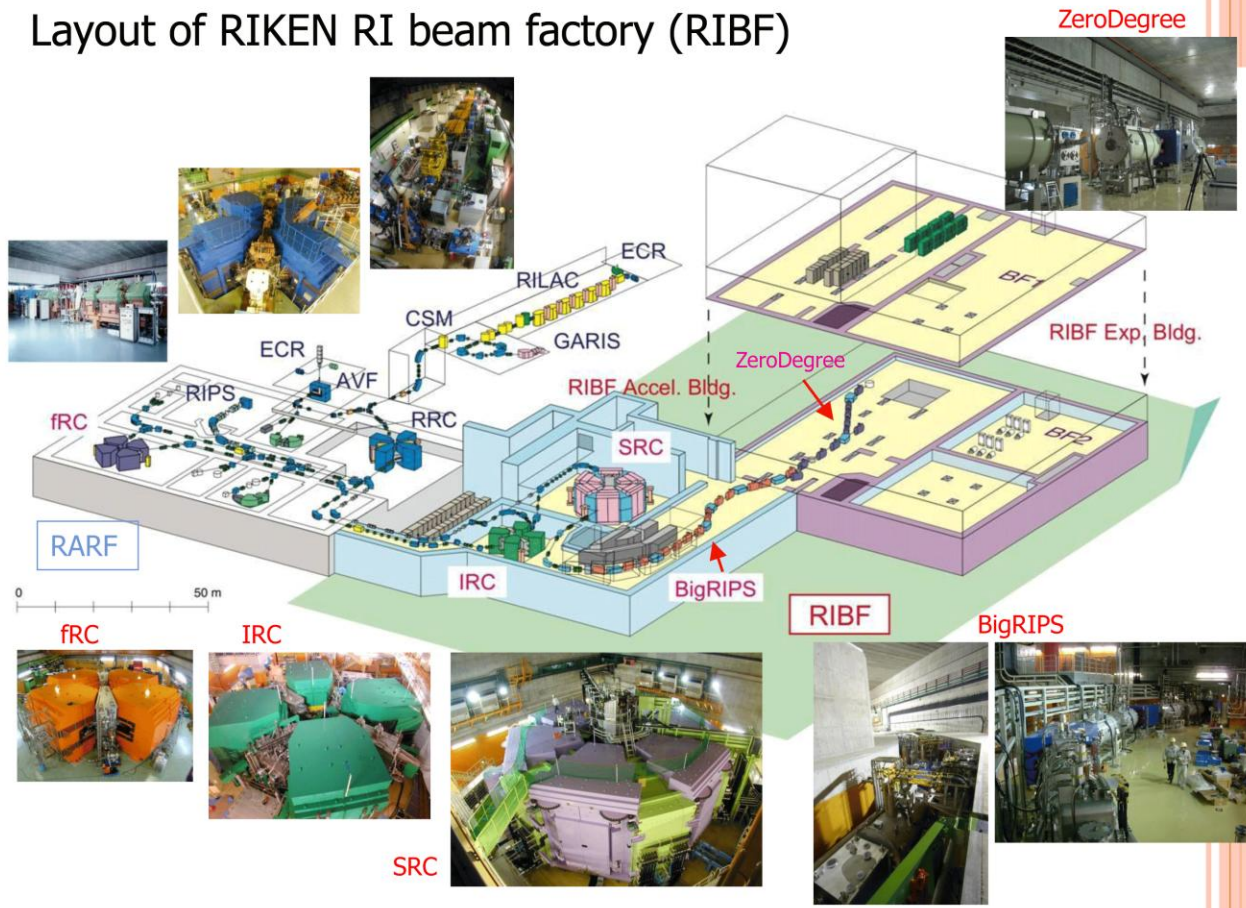 Layout of RIKEN RI beam factory (RIBF)
ZeroDegree
ECR
RILAC
CSM
GARIS
ECR
AVF
RIPS
RRC
fRC
BF1
RIBF Exp. Bldg.
ZeroDegree
RIBF Accel. Bldg.
SRC
BF2
RARF
IRC
BigRIPS
RIBF
0 50 m
fRC
IRC
BigRIPS
SRC